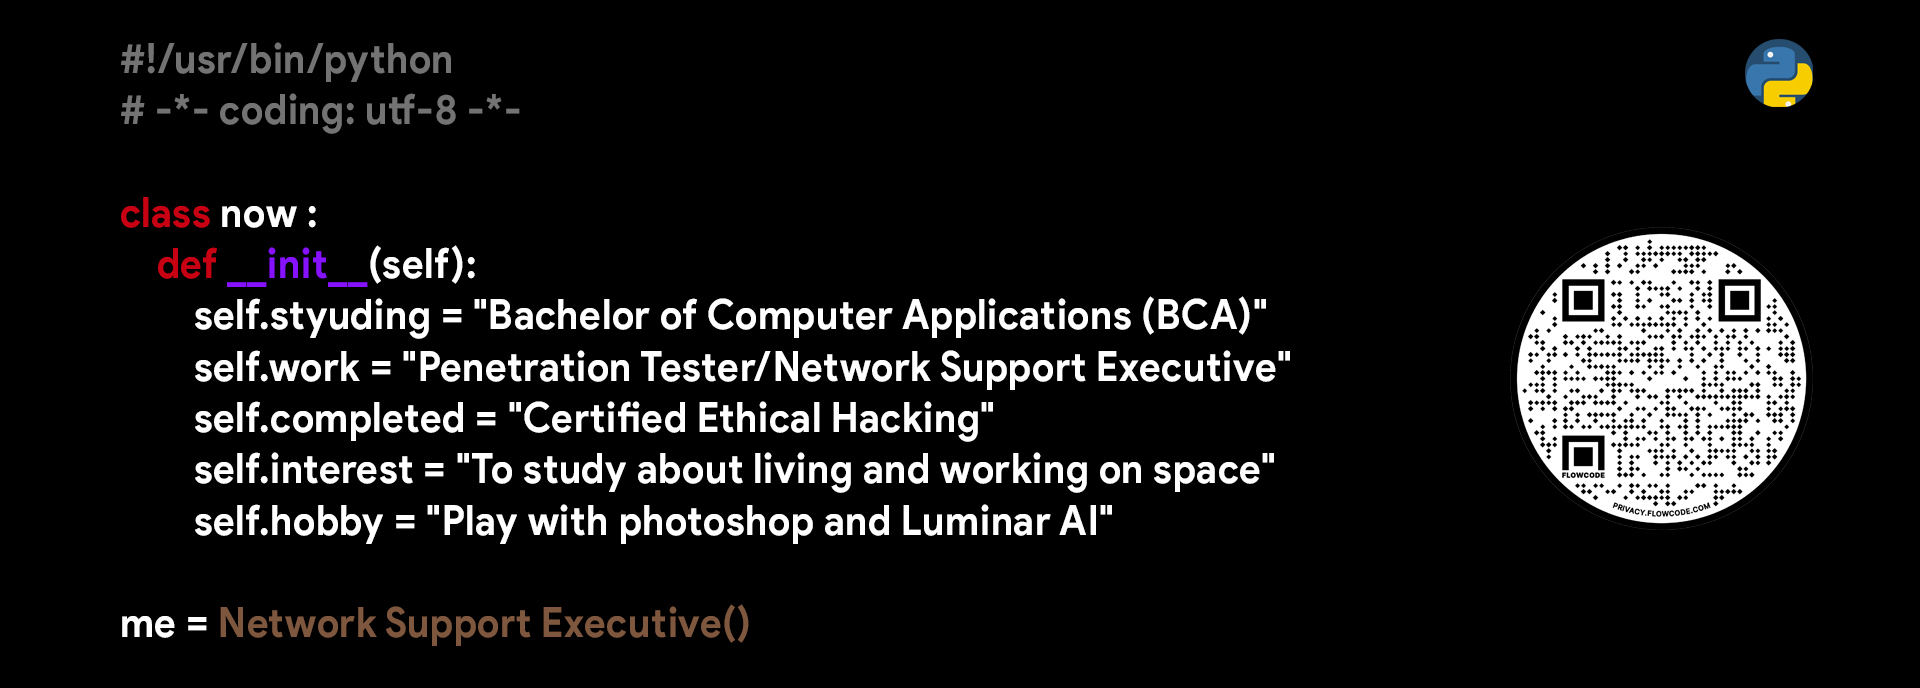 #!/usr/bin/python
# -*- coding: utf-8 -*-
class now :
def __init__(self):
self.styuding = "Bachelor of Computer Applications (BCA)"
self.work = "Penetration Tester/Network Support Executive"
self.completed = "Certified Ethical Hacking"
self.interest = "To study about living and working on space"
self.hobby = "Play with photoshop and Luminar AI"
me = Network Support Executive()
FLOWCODE
PRIVACY.FLOWCODE.COM